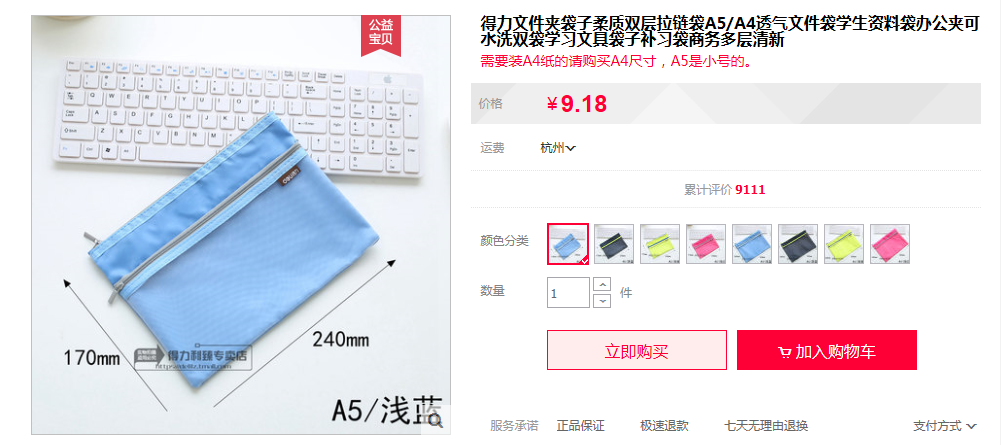 公益
宝贝
deli
170mm
240mm
得力利臻专卖店
A5/浅蓝
得力文件夹袋子柔质双层拉链袋A5/A4透气文件袋学生资料袋办公夹可
水洗双袋学习文具袋子补习袋商务多层清新
需要装A4纸的请购买A4尺寸，A5是小号的。
价格 ¥9.18
运费 杭州
累计评价 9111
颜色分类
数量 1 件
立即购买 加入购物车
服务承诺 正品保证 极速退款 七天无理由退换 支付方式